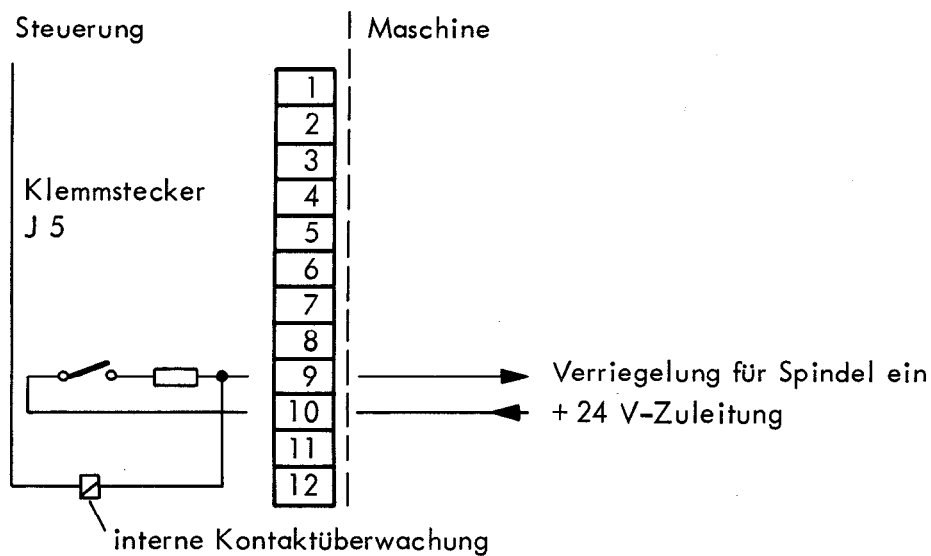 Steuerung
Maschine
1
2
3
Klemmstecker
4
J 5
5
6
7
8
9
Verriegelung für Spindel ein
10
+ 24 V-Zuleitung
11
12
interne Kontaktüberwachung